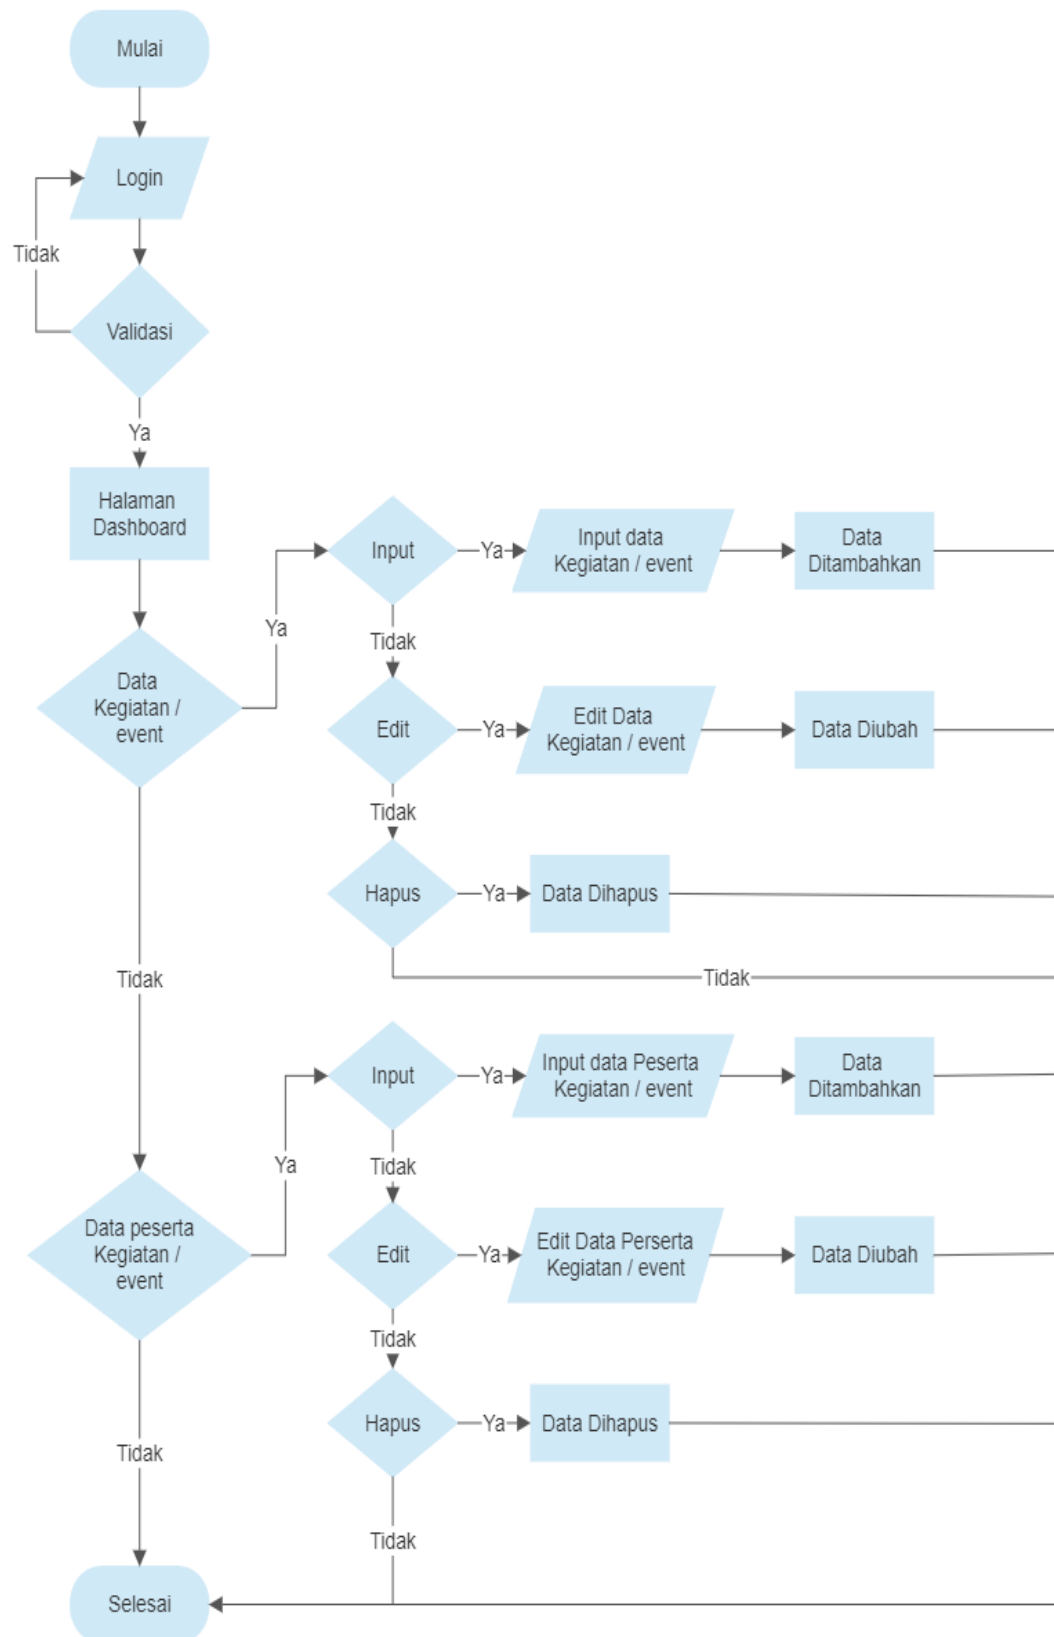 Mulai
Login
Tidak
Validasi
Ya
Halaman
Dashboard
Data
Kegiatan /
event
Ya
Input
Ya
Input data
Kegiatan / event
Data
Ditambahkan
Tidak
Edit
Ya
Edit Data
Kegiatan / event
Data Diubah
Tidak
Hapus
Ya
Data Dihapus
Tidak
Tidak
Data peserta
Kegiatan /
event
Ya
Input
Ya
Input data Peserta
Kegiatan / event
Data
Ditambahkan
Tidak
Edit
Ya
Edit Data Perserta
Kegiatan / event
Data Diubah
Tidak
Hapus
Ya
Data Dihapus
Tidak
Tidak
Selesai